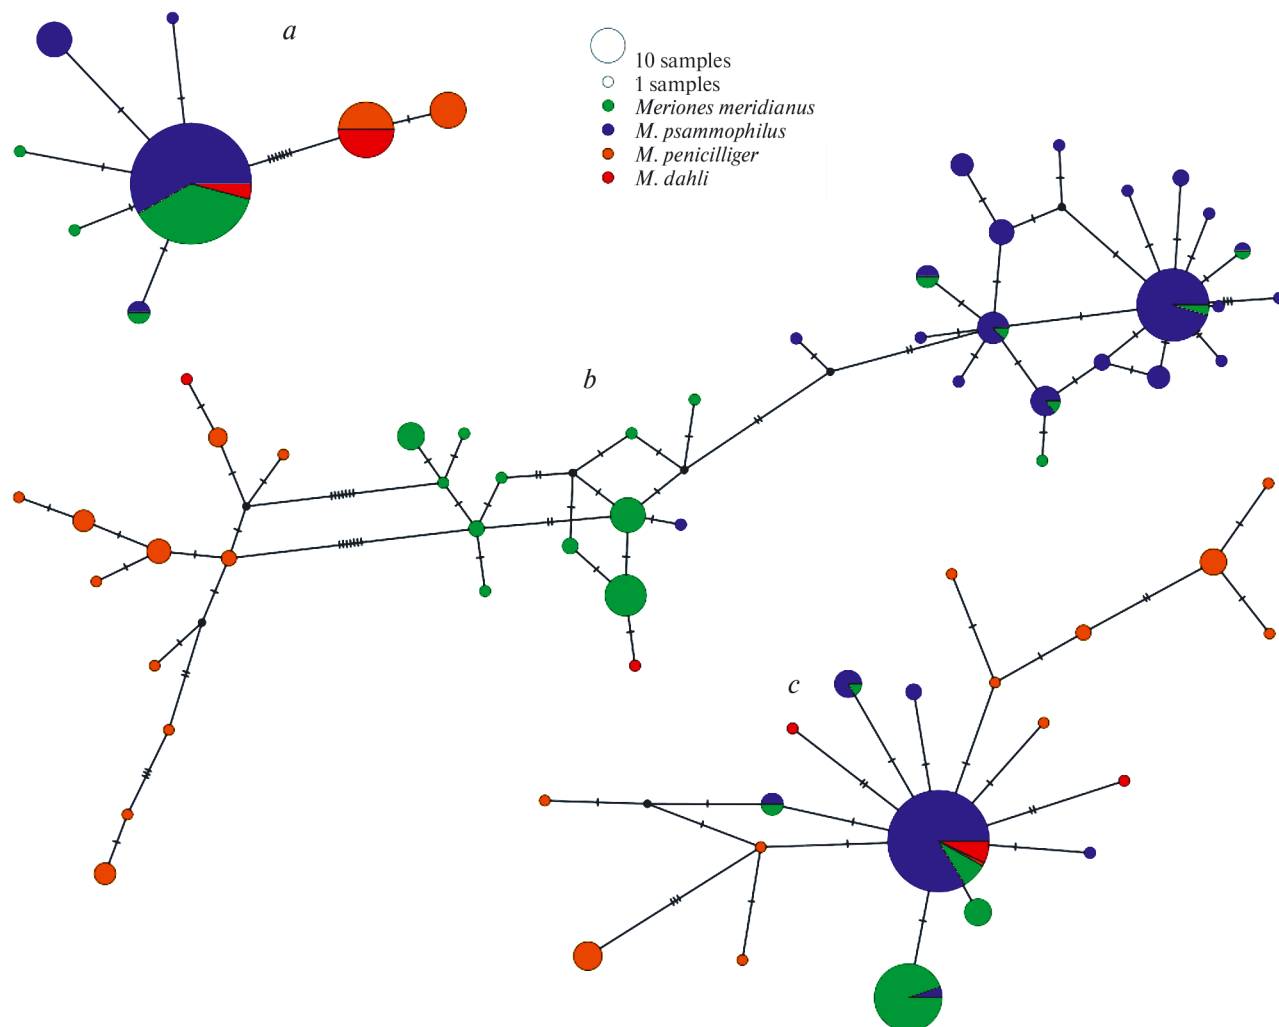 a
10 samples
1 samples
Meriones meridianus
M. psammophilus
M. penicilliger
M. dahli
b
c